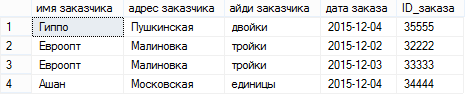 имя заказчика адрес заказчика айди заказчика дата заказа ID_заказа
1 Гиппо Пушкинская двойки 2015-12-04 35555
2 Евроопт Малиновка тройки 2015-12-02 32222
3 Евроопт Малиновка тройки 2015-12-03 33333
4 Ашан Московская единицы 2015-12-04 34444